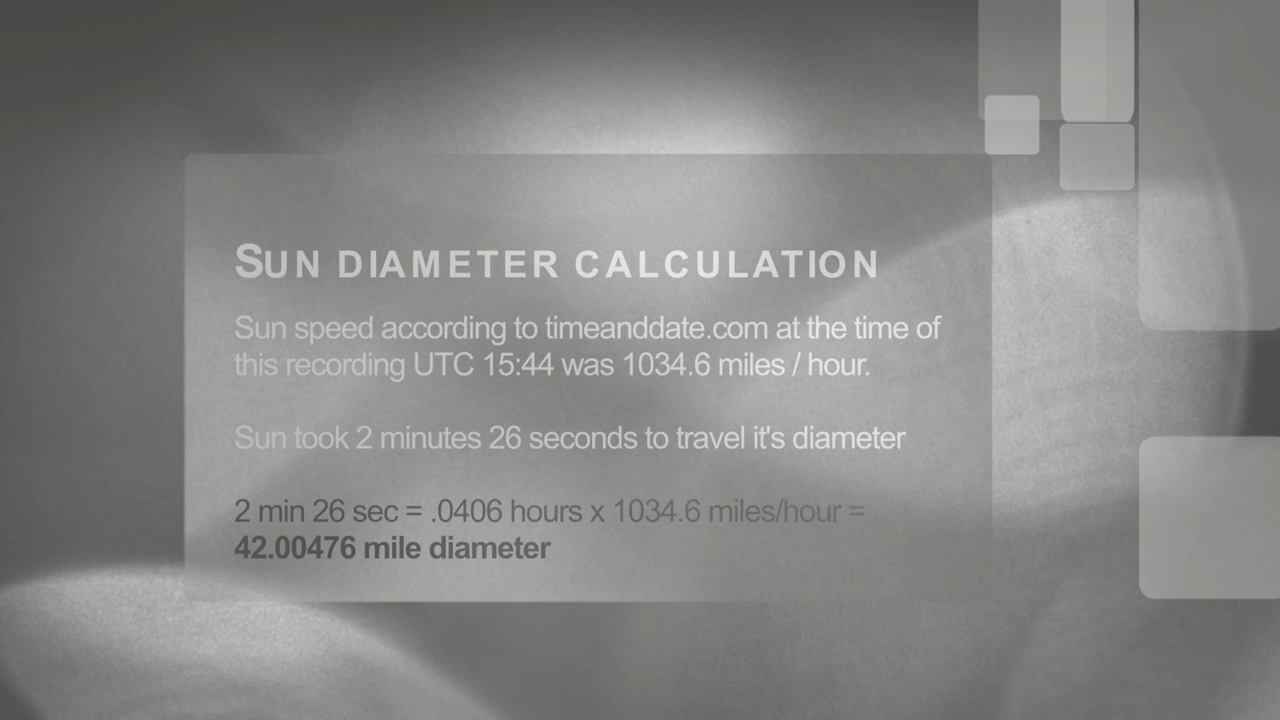 SUN DIAMETER CALCULATION
Sun speed according to timeanddate.com at the time of
this recording UTC 15:44 was 1034.6 miles / hour.
Sun took 2 minutes 26 seconds to travel it's diameter
2 min 26 sec = .0406 hours x 1034.6 miles/hour =
42.00476 mile diameter